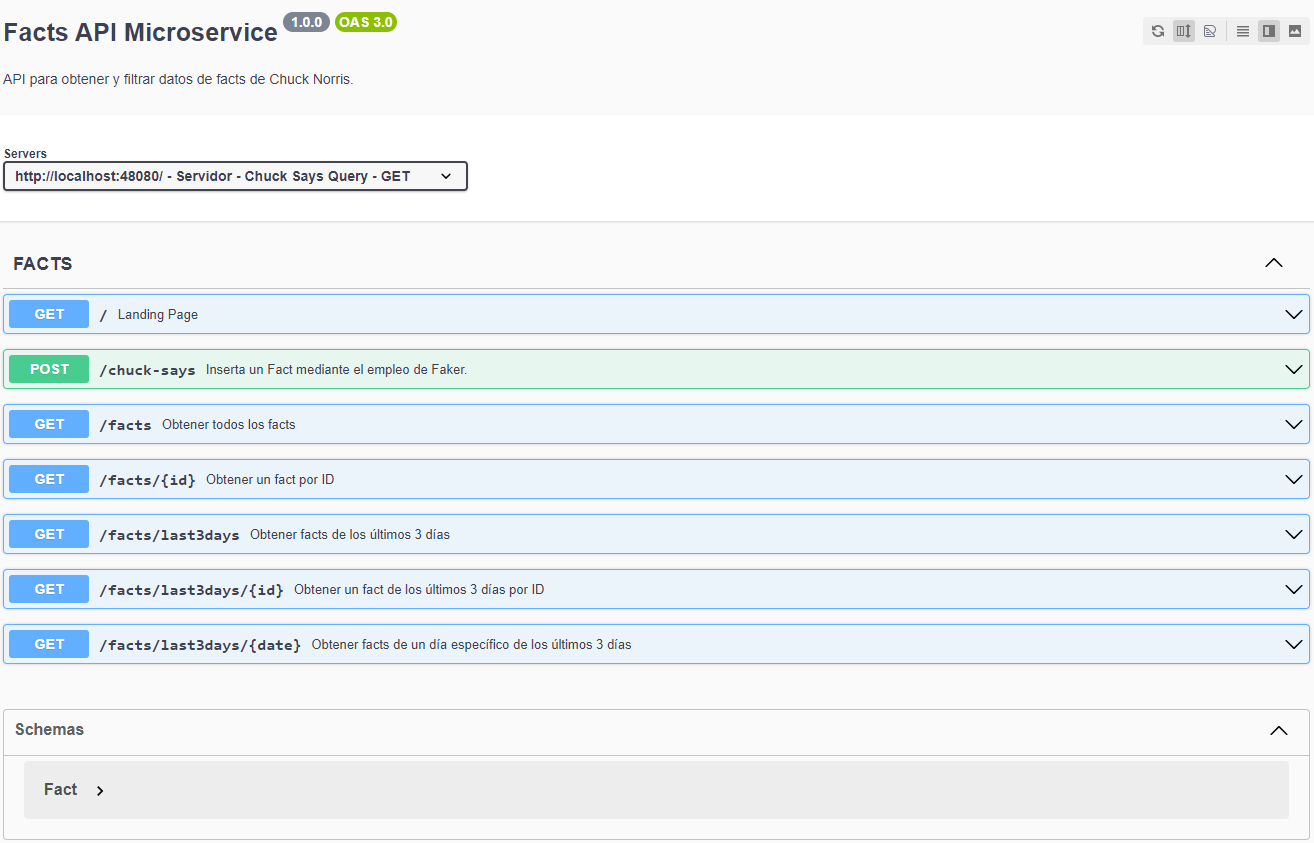 Facts API Microservice 1.0.0 OAS 3.0
API para obtener y filtrar datos de facts de Chuck Norris.
Servers
http://localhost:48080/ - Servidor - Chuck Says Query - GET
FACTS
GET / Landing Page
POST /chuck-says Inserta un Fact mediante el empleo de Faker.
GET /facts Obtener todos los facts
GET /facts/{id} Obtener un fact por ID
GET /facts/last3days Obtener facts de los últimos 3 días
GET /facts/last3days/{id} Obtener un fact de los últimos 3 días por ID
GET /facts/last3days/{date} Obtener facts de un día específico de los últimos 3 días
Schemas
Fact